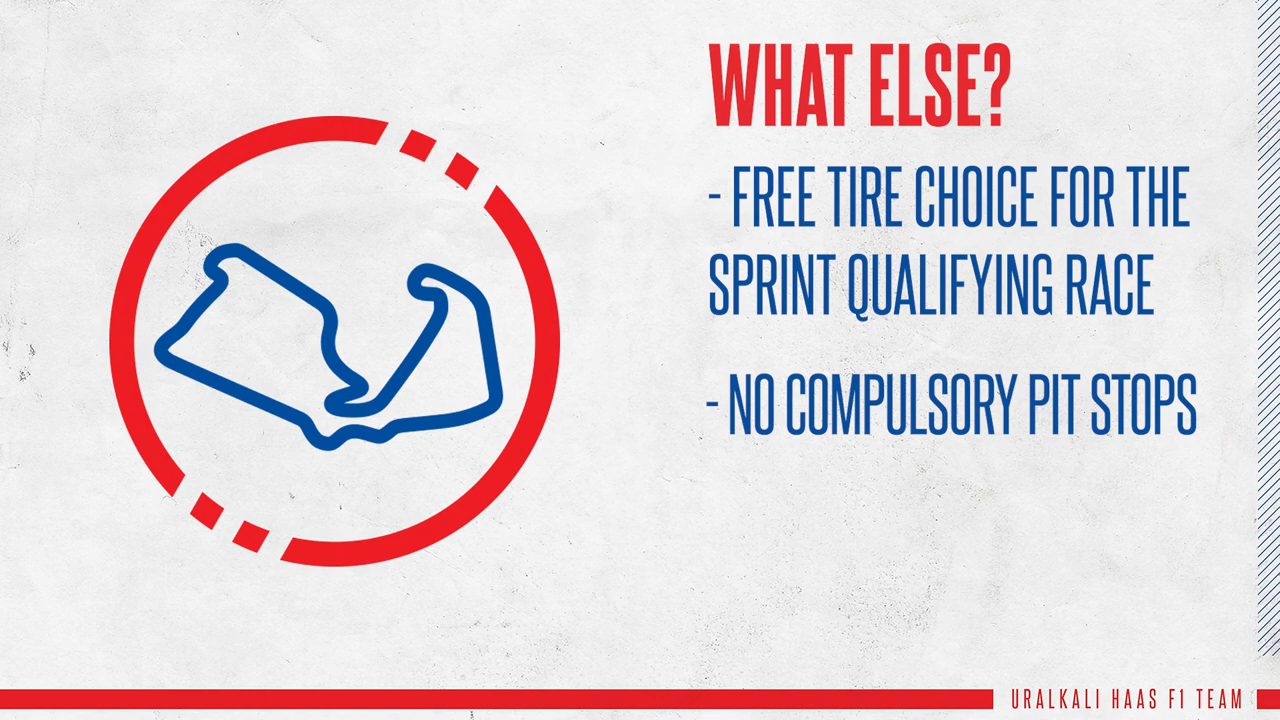 WHAT ELSE?
- FREE TIRE CHOICE FOR THE
SPRINT QUALIFYING RACE
- NO COMPULSORY PIT STOPS
URALKALI HAAS F1 TEAM